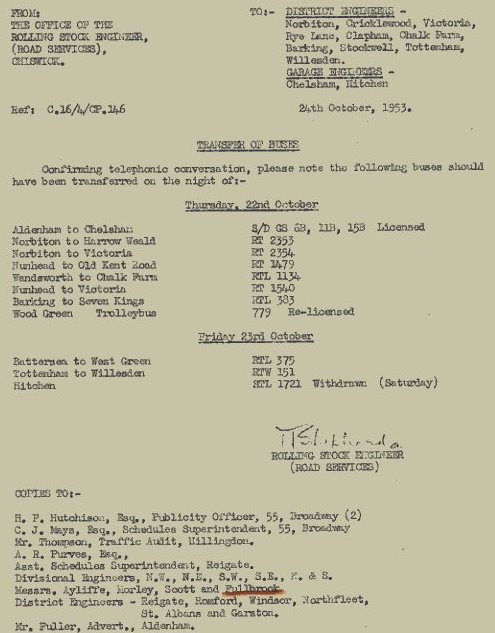 FROM:
THE OFFICE OF THE
ROLLING STOCK ENGINEER,
(ROAD SERVICES),
CHISWICK.
TO:- DISTRICT ENGINEERS -
Norbiton, Cricklewood, Victoria,
Rye Lane, Clapham, Chalk Farm,
Barking, Stockwell, Tottenham,
Willesden.
GARAGE ENGINEERS -
Chelsham, Hitchen
Ref: C.16/4/CP.146
24th October, 1953.
TRANSFER OF BUSES
Confirming telephonic conversation, please note the following buses should
have been transferred on the night of:-
Thursday, 22nd October
Aldenham to Chelsham S/D GS 6B, 11B, 15B Licensed
Norbiton to Harrow Weald RT 2353
Norbiton to Victoria RT 2354
Nunhead to Old Kent Road RT 1479
Wandsworth to Chalk Farm RTL 1134
Nunhead to Victoria RT 1540
Barking to Seven Kings RTL 383
Wood Green Trolleybus 779 Re-licensed
Friday 23rd October
Battersea to West Green RTL 375
Tottenham to Willesden RTW 151
Hitchen STL 1721 Withdrawn (Saturday)
ROLLING STOCK ENGINEER
(ROAD SERVICES)
COPIES TO:-
H. F. Hutchison, Esq., Publicity Officer, 55, Broadway (2)
C. J. Mays, Esq., Schedules Superintendent, 55, Broadway
Mr. Thompson, Traffic Audit, Hillingdon.
A. R. Purves, Esq.,
Asst. Schedules Superintendent, Reigate.
Divisional Engineers, N.W., N.E., S.W., S.E., & S.
Messrs. Ayliffe, Morley, Scott and Fullbrook
District Engineers - Reigate, Romford, Windsor, Northfleet,
St. Albans and Garston.
Mr. Fuller, Advert., Aldenham.